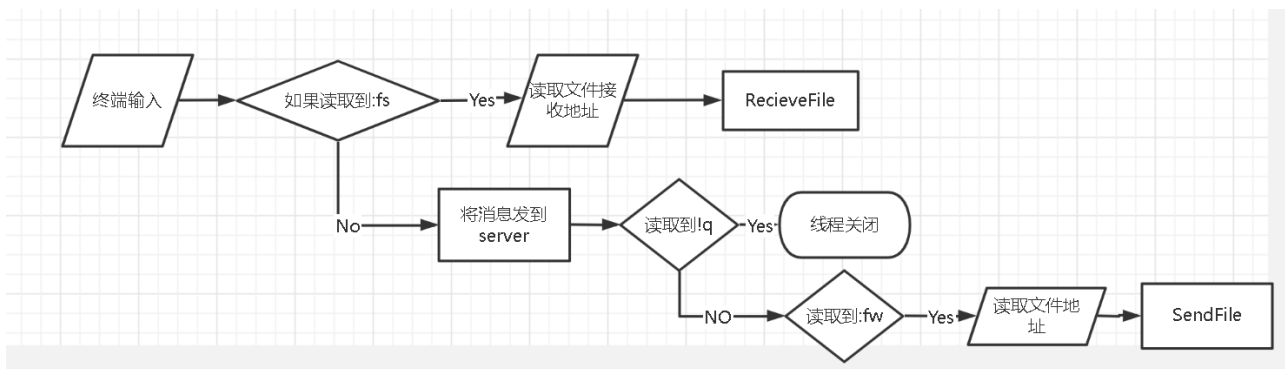 终端输入
如果读取到:fs
Yes
读取文件接
收地址
RecieveFile
No
将消息发到
server
读取到!q
Yes
线程关闭
NO
读取到:fw
Yes
读取文件地
址
SendFile